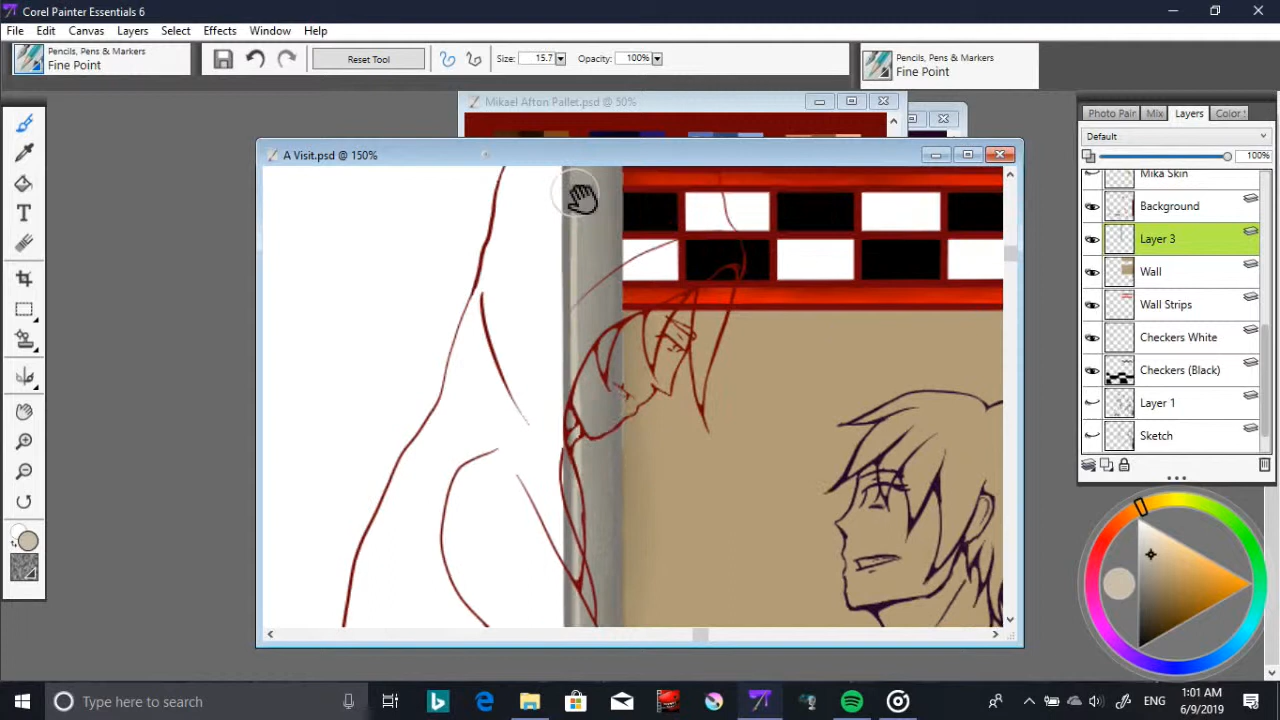 Corel Painter Essentials 6
File Edit Canvas Layers Select Effects Window Help
Pencils, Pens & Markers
Fine Point
Reset Tool
Size: 15.7
Opacity: 100%
Pencils, Pens & Markers
Fine Point
Mikael Afton Pallet.psd @ 50%
A Visit.psd @ 150%
Photo Pair Mix Layers Color
Default
100%
Mika Skin
Background
Layer 3
Wall
Wall Strips
Checkers White
Checkers (Black)
Layer 1
Sketch
T
Type here to search
ENG
1:01 AM
6/9/2019